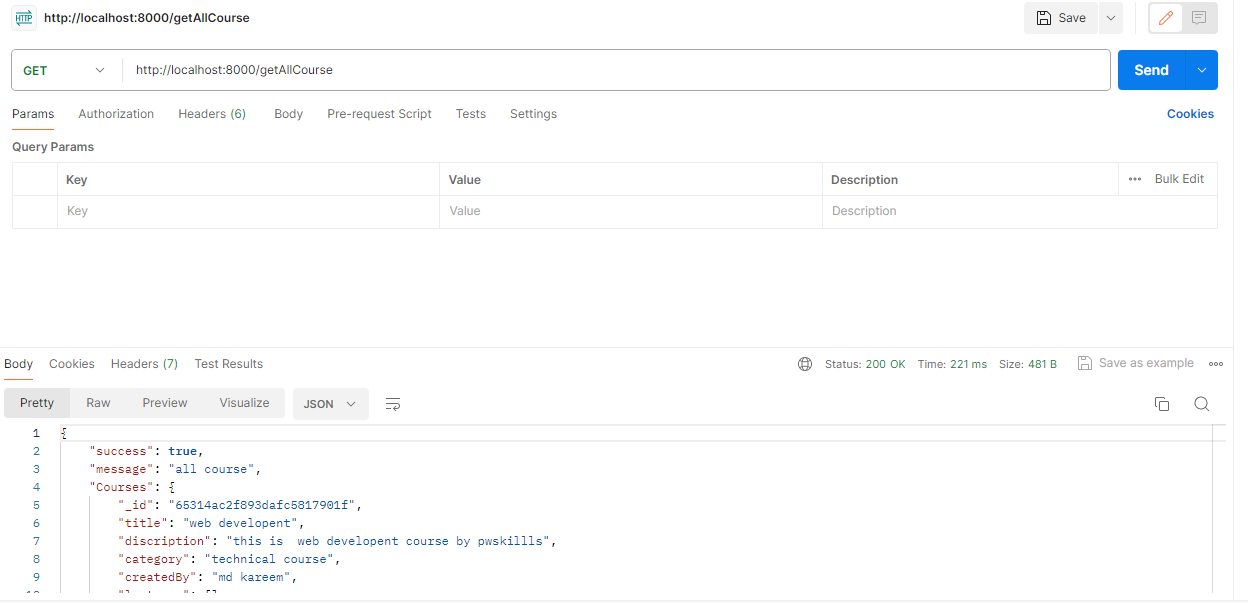 HTTP http://localhost:8000/getAllCourse Save
GET http://localhost:8000/getAllCourse Send
Params Authorization Headers (6) Body Pre-request Script Tests Settings Cookies
Query Params
Key Value Description ••• Bulk Edit
Key Value Description
Body Cookies Headers (7) Test Results Status: 200 OK Time: 221 ms Size: 481 B Save as example
Pretty Raw Preview Visualize JSON
1 {
2 "success": true,
3 "message": "all course",
4 "Courses": {
5 "_id": "65314ac2f893dafc5817901f",
6 "title": "web developent",
7 "discription": "this is  web developent course by pwskillls",
8 "category": "technical course",
9 "createdBy": "md kareem",